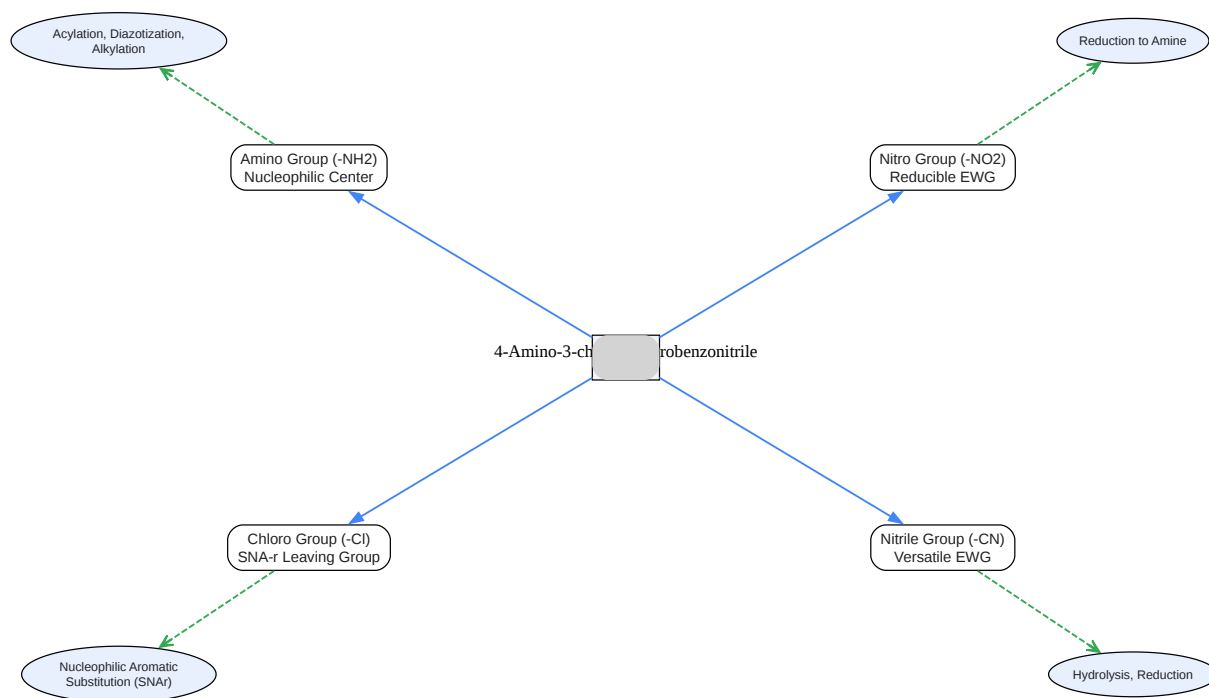 Acylation, Diazotization,
Alkylation
Reduction to Amine
Amino Group (-NH2)
Nucleophilic Center
Nitro Group (-NO2)
Reducible EWG
4-Amino-3-ch robenzonitrile
Chloro Group (-Cl)
SNA-r Leaving Group
Nitrile Group (-CN)
Versatile EWG
Nucleophilic Aromatic
Substitution (SNAr)
Hydrolysis, Reduction